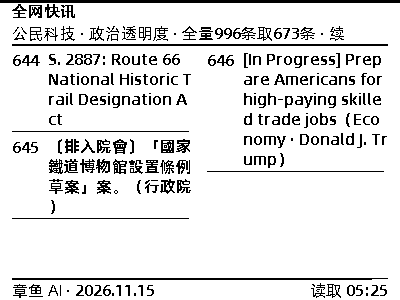 全网快讯
公民科技 · 政治透明度 · 全量996条取673条 · 续
644 S. 2887: Route 66
National Historic T
rail Designation A
ct
645 〔排入院會〕「國家
鐵道博物館設置條例
草案」案。（行政院
）
646 [In Progress] Prep
are Americans for
high-paying skille
d trade jobs（Eco
nomy · Donald J. Tr
ump）
章鱼 AI · 2026.11.15
读取 05:25